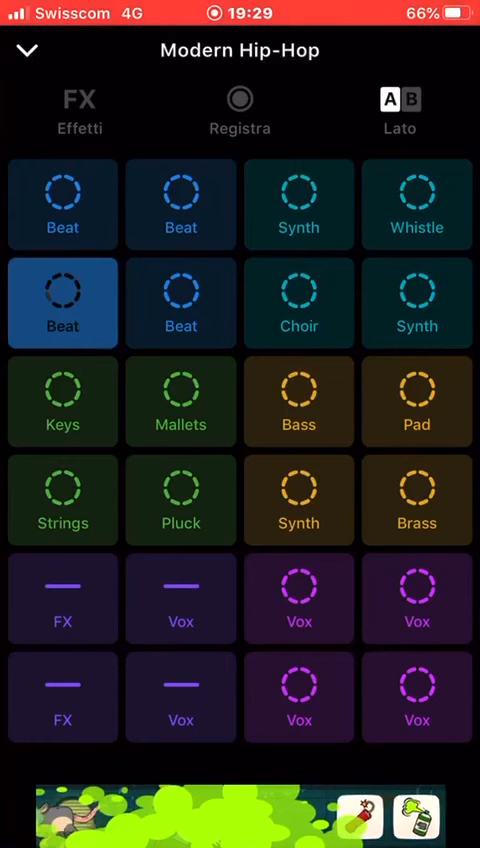 Swisscom 4G 19:29 66%
Modern Hip-Hop
FX A B
Effetti Registra Lato
Beat Beat Synth Whistle
Beat Beat Choir Synth
Keys Mallets Bass Pad
Strings Pluck Synth Brass
FX Vox Vox Vox
FX Vox Vox Vox